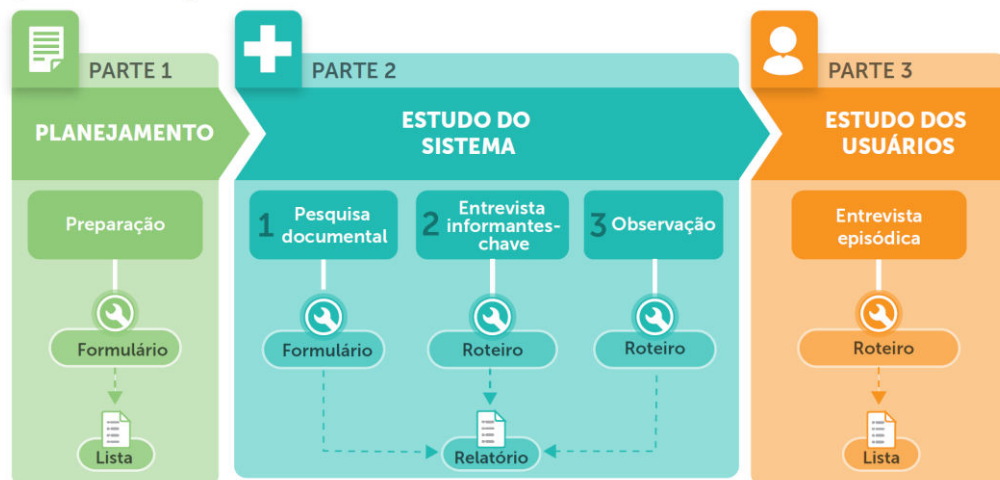 PARTE 1
PLANEJAMENTO
Preparação
Formulário
Lista
PARTE 2
ESTUDO DO
SISTEMA
1 Pesquisa
documental
2 Entrevista
informantes-
chave
3 Observação
Formulário
Roteiro
Roteiro
Relatório
PARTE 3
ESTUDO DOS
USUÁRIOS
Entrevista
episódica
Roteiro
Lista